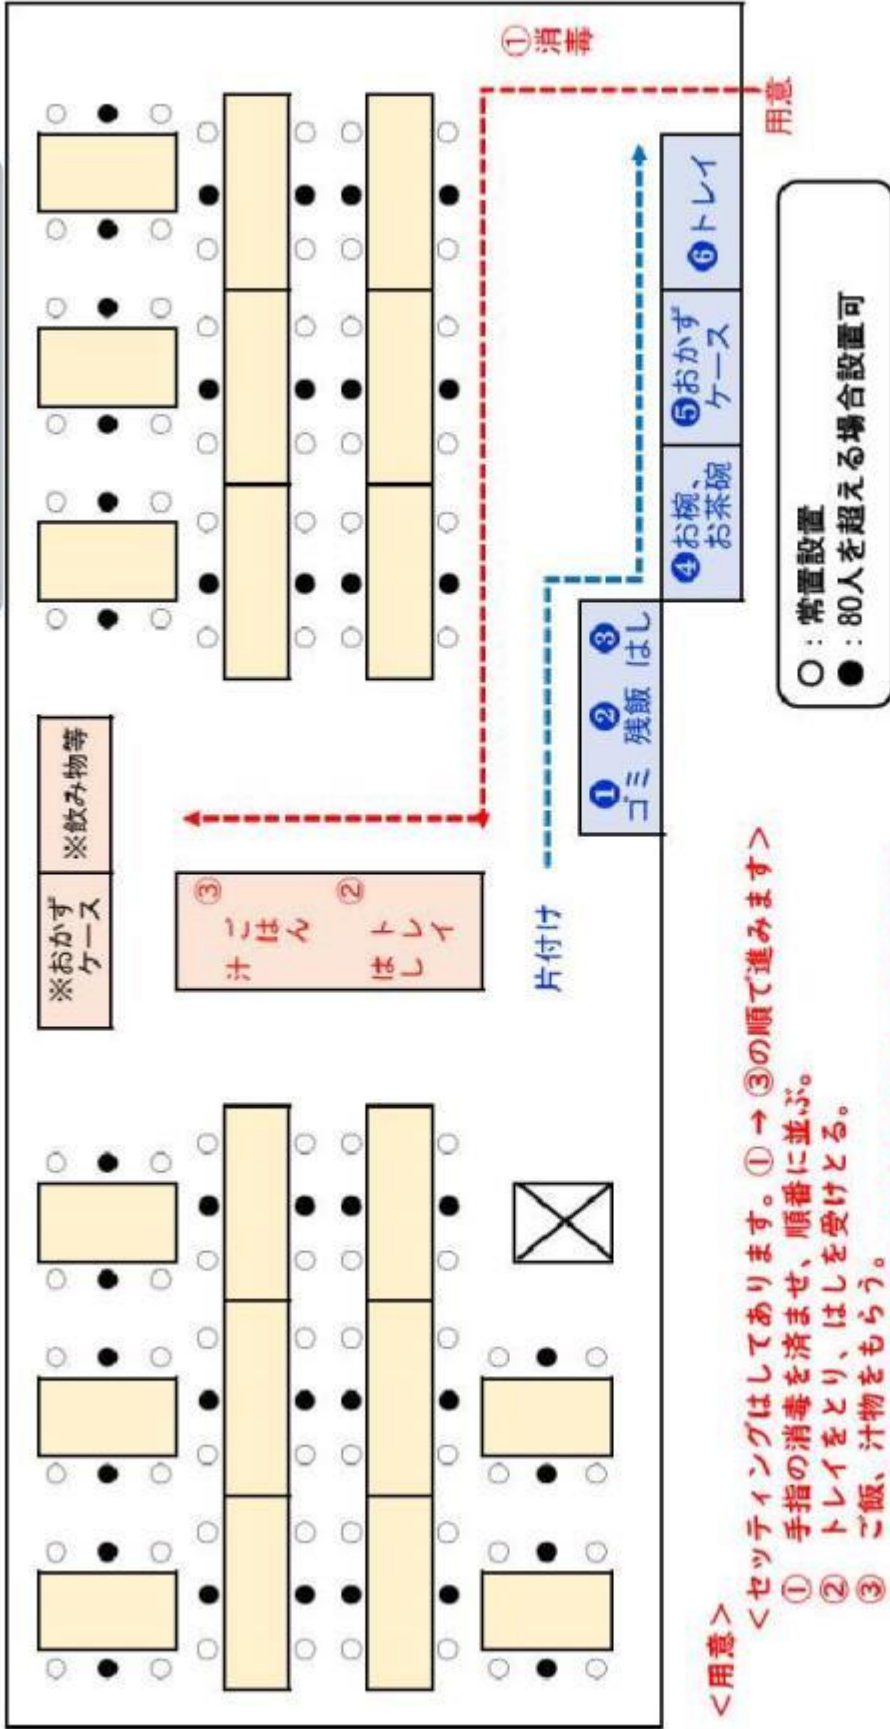 ※おかず
ケース
※飲み物等
③
汁 ごはん
②
はし トレイ
①消毒
用意
片付け
❶ ❷ ❸
ゴミ 残飯 はし
❹お椀、
お茶碗
❺おかず
ケース
❻トレイ
○：常置設置
●：80人を超える場合設置可
＜用意＞
＜セッティングはしてあります。①→③の順で進みます＞
① 手指の消毒を済ませ、順番に並ぶ。
② トレイをとり、はしを受けとる。
③ ご飯、汁物をもらう。